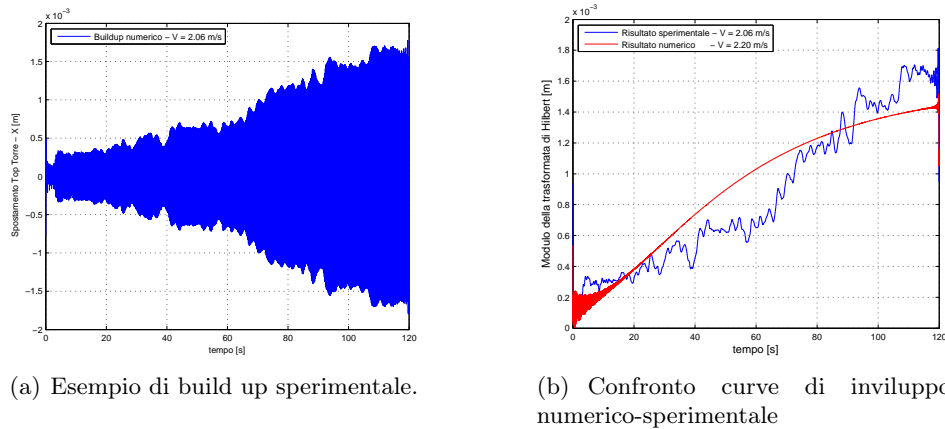 x 10⁻³
2
1.5
1
0.5
0
−0.5
−1
−1.5
−2
Spostamento Top Torre − X [m]
Buildup numerico − V = 2.06 m/s
0 20 40 60 80 100 120
tempo [s]
(a) Esempio di build up sperimentale.
x 10⁻³
2
1.8
1.6
1.4
1.2
1
0.8
0.6
0.4
0.2
0
Modulo della trasformata di Hilbert [m]
Risultato sperimentale − V = 2.06 m/s
Risultato numerico − V = 2.20 m/s
0 20 40 60 80 100 120
tempo [s]
(b) Confronto curve di inviluppo
numerico-sperimentale